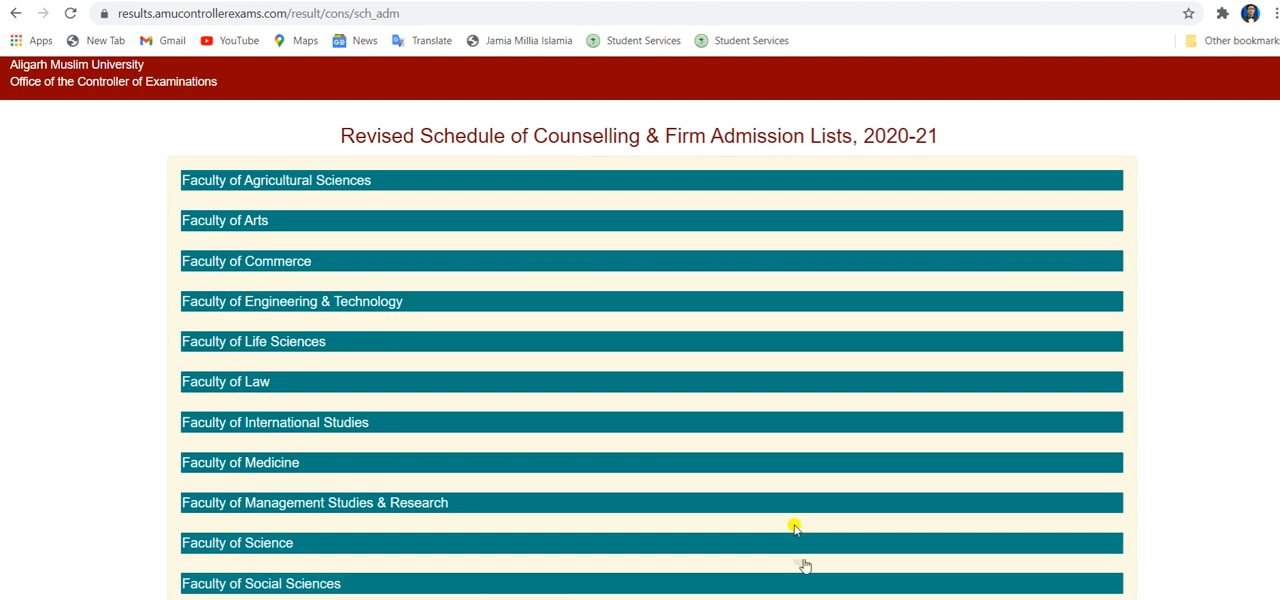 results.amucontrollerexams.com/result/cons/sch_adm
Apps New Tab Gmail YouTube Maps News Translate Jamia Millia Islamia Student Services Student Services Other bookmark
Aligarh Muslim University
Office of the Controller of Examinations
Revised Schedule of Counselling & Firm Admission Lists, 2020-21
Faculty of Agricultural Sciences
Faculty of Arts
Faculty of Commerce
Faculty of Engineering & Technology
Faculty of Life Sciences
Faculty of Law
Faculty of International Studies
Faculty of Medicine
Faculty of Management Studies & Research
Faculty of Science
Faculty of Social Sciences